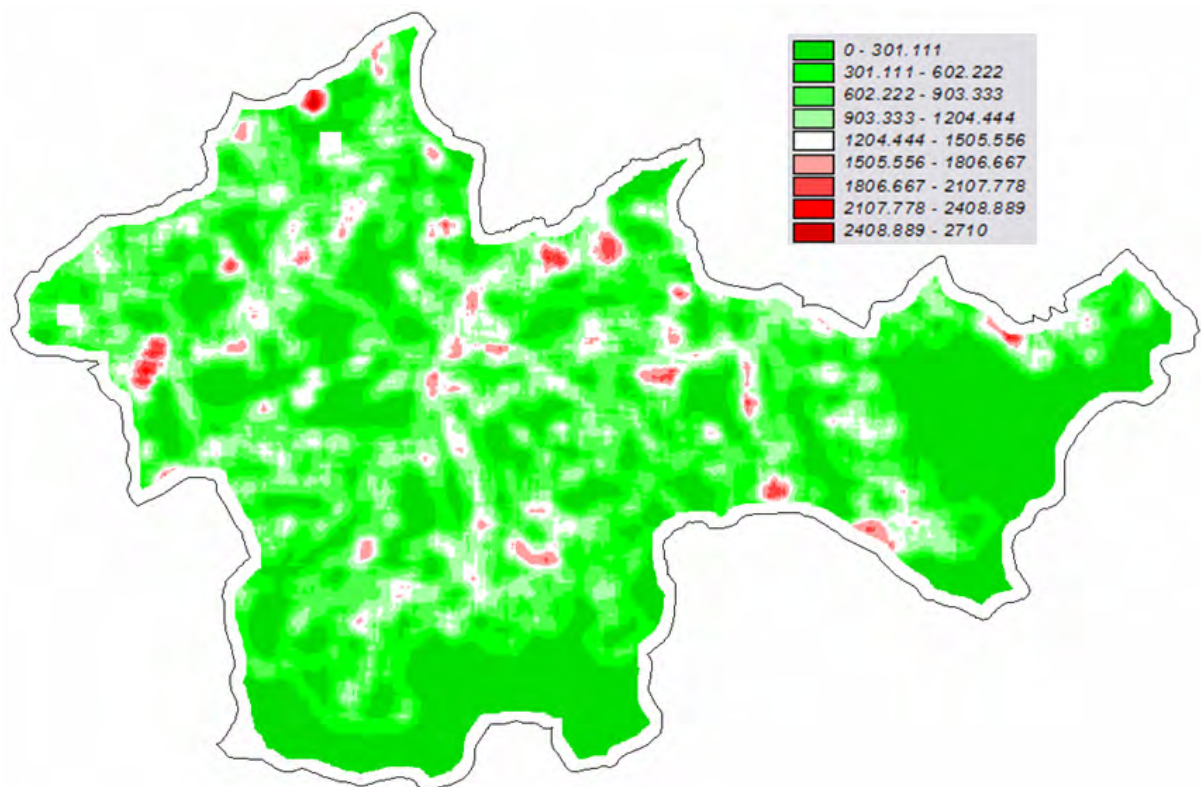 0 - 301.111
301.111 - 602.222
602.222 - 903.333
903.333 - 1204.444
1204.444 - 1505.556
1505.556 - 1806.667
1806.667 - 2107.778
2107.778 - 2408.889
2408.889 - 2710